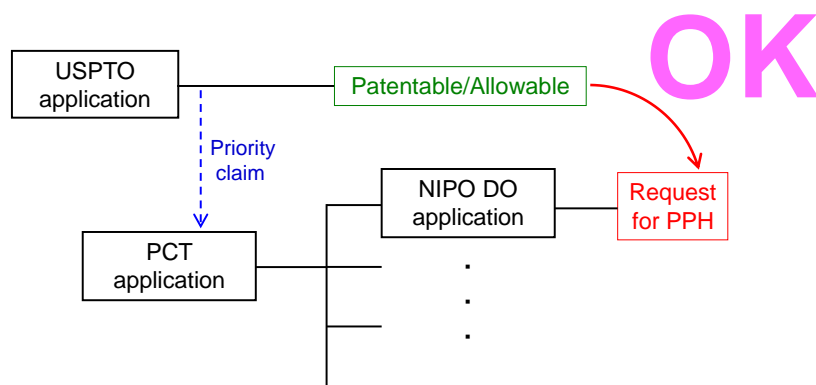 OK
USPTO
application
Patentable/Allowable
Priority
claim
NIPO DO
application
Request
for PPH
PCT
application